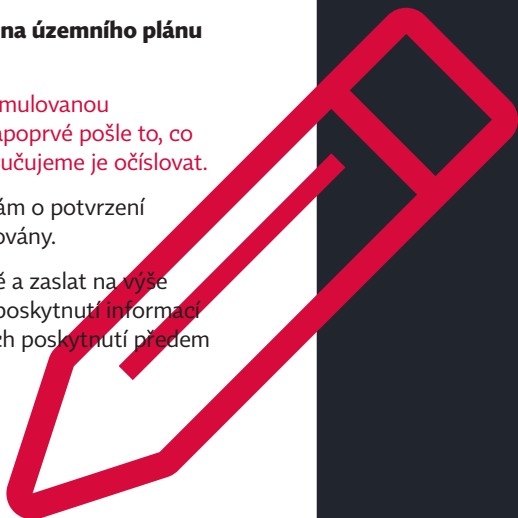 na územního plánu
mulovanou
apoprvé pošle to, co
učujeme je očíslovat.
ám o potvrzení
ovány.
ě a zaslat na výše
poskytnutí informací
ch poskytnutí předem